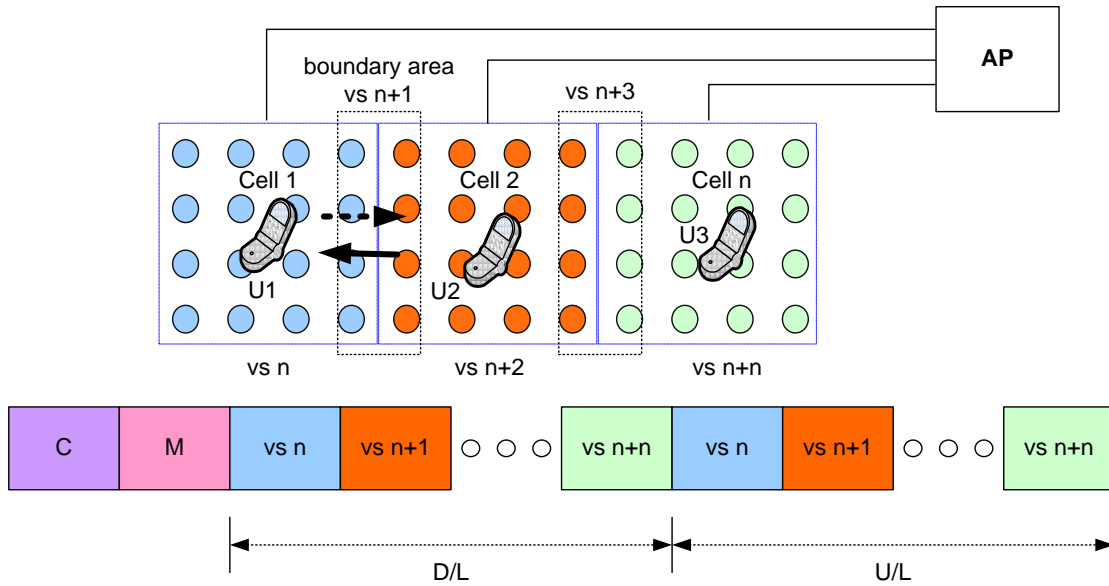 AP
boundary area
vs n+1
vs n+3
Cell 1
Cell 2
Cell n
U1
U2
U3
vs n
vs n+2
vs n+n
C
M
vs n
vs n+1
vs n+n
vs n
vs n+1
vs n+n
D/L
U/L